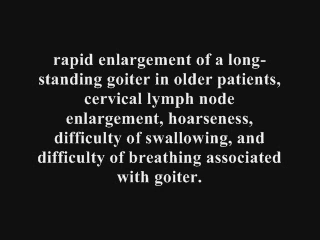 rapid enlargement of a long-
standing goiter in older patients,
cervical lymph node
enlargement, hoarseness,
difficulty of swallowing, and
difficulty of breathing associated
with goiter.